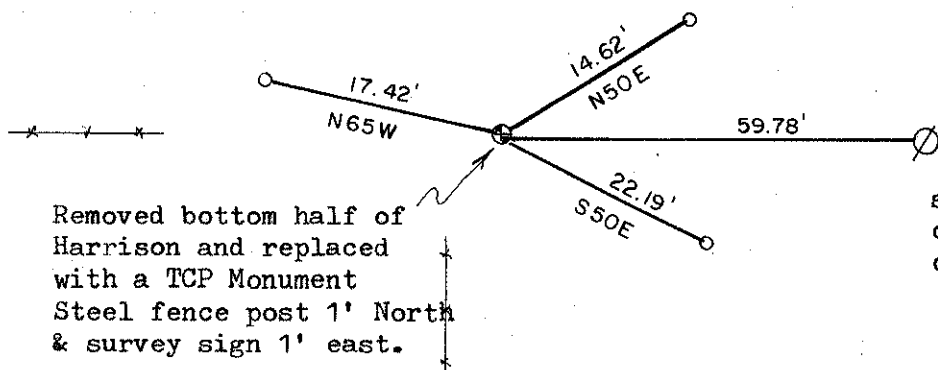 14.62'
N50E
17.42'
N65W
59.78'
22.19'
S50E
Removed bottom half of
Harrison and replaced
with a TCP Monument
Steel fence post 1' North
& survey sign 1' east.